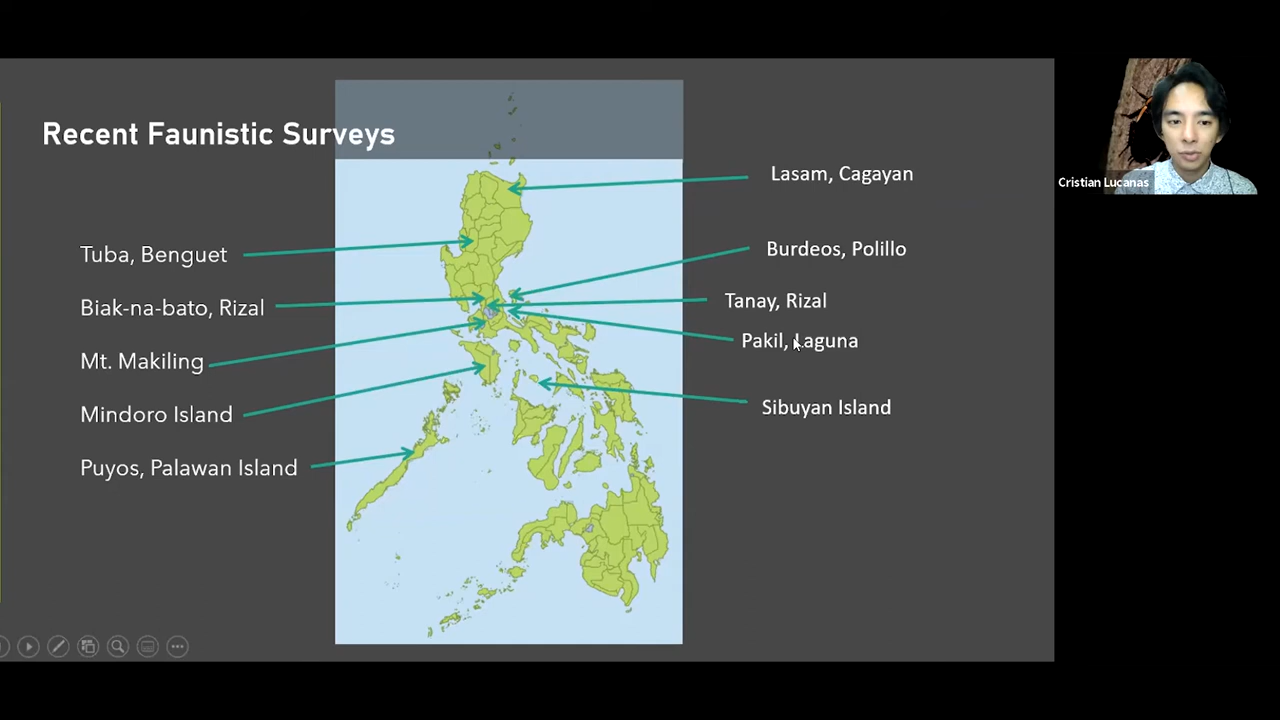 Recent Faunistic Surveys
Tuba, Benguet
Biak-na-bato, Rizal
Mt. Makiling
Mindoro Island
Puyos, Palawan Island
Lasam, Cagayan
Burdeos, Polillo
Tanay, Rizal
Pakil, Laguna
Sibuyan Island
Cristian Lucanas